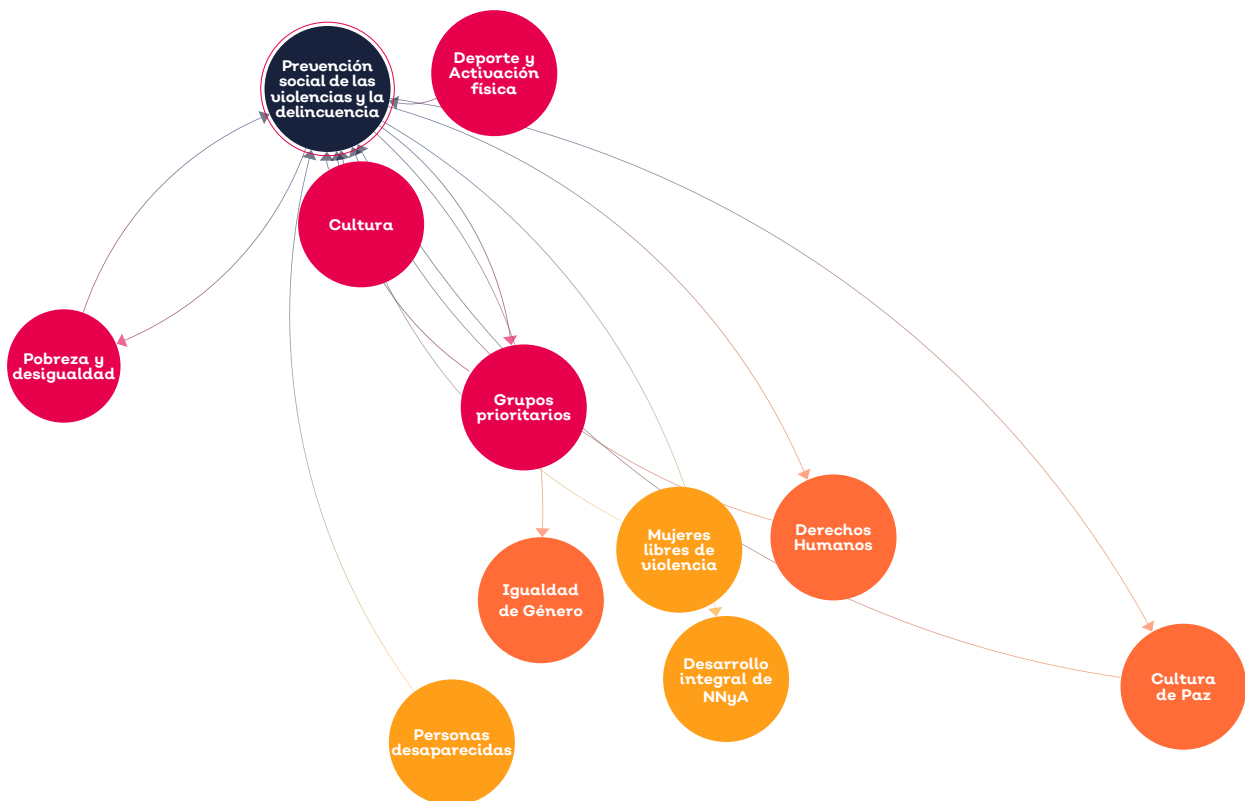 Prevención
social de las
violencias y la
delincuencia
Deporte y
Activación
física
Cultura
Pobreza y
desigualdad
Grupos
prioritarios
Mujeres
libres de
violencia
Derechos
Humanos
Igualdad
de Género
Desarrollo
integral de
NNyA
Cultura
de Paz
Personas
desaparecidas